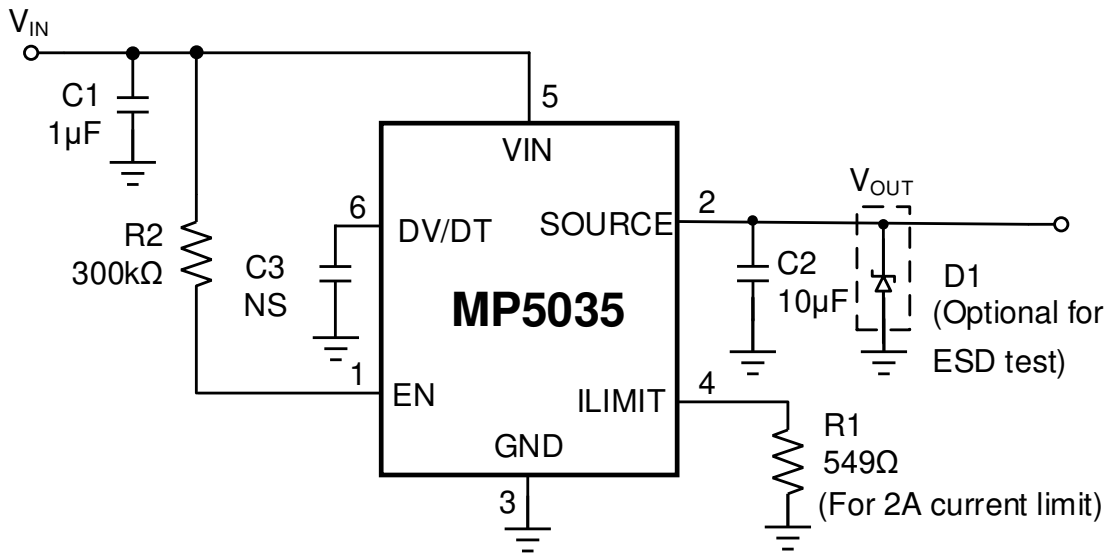 VIN
C1
1µF
5
VIN
R2
300kΩ
6
DV/DT
SOURCE
2
VOUT
C3
NS
MP5035
C2
10µF
D1
(Optional for
ESD test)
1
EN
ILIMIT
4
GND
3
R1
549Ω
(For 2A current limit)